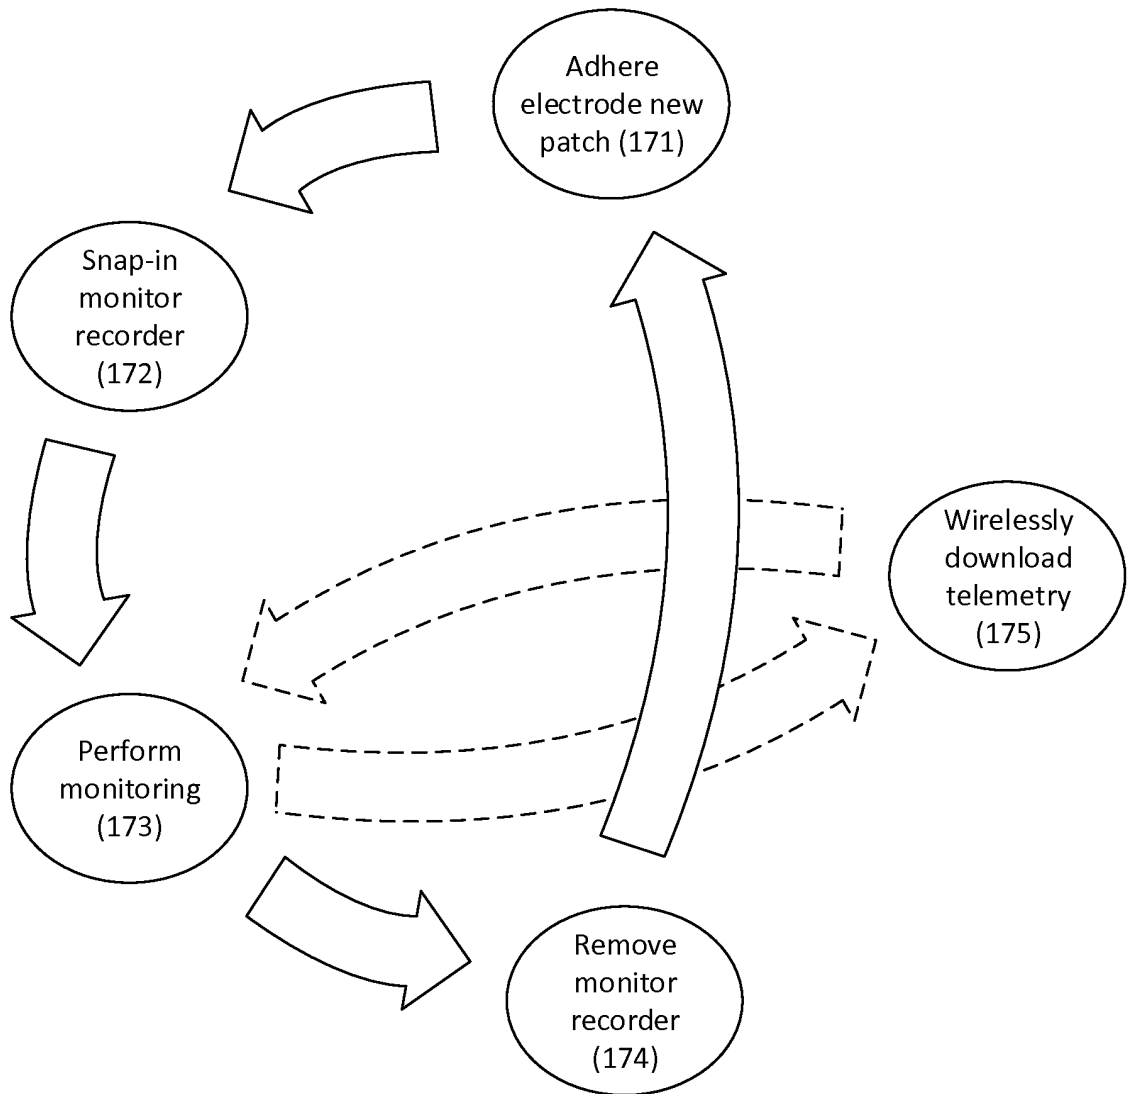 Adhere
electrode new
patch (171)
Snap-in
monitor
recorder
(172)
Wirelessly
download
telemetry
(175)
Perform
monitoring
(173)
Remove
monitor
recorder
(174)